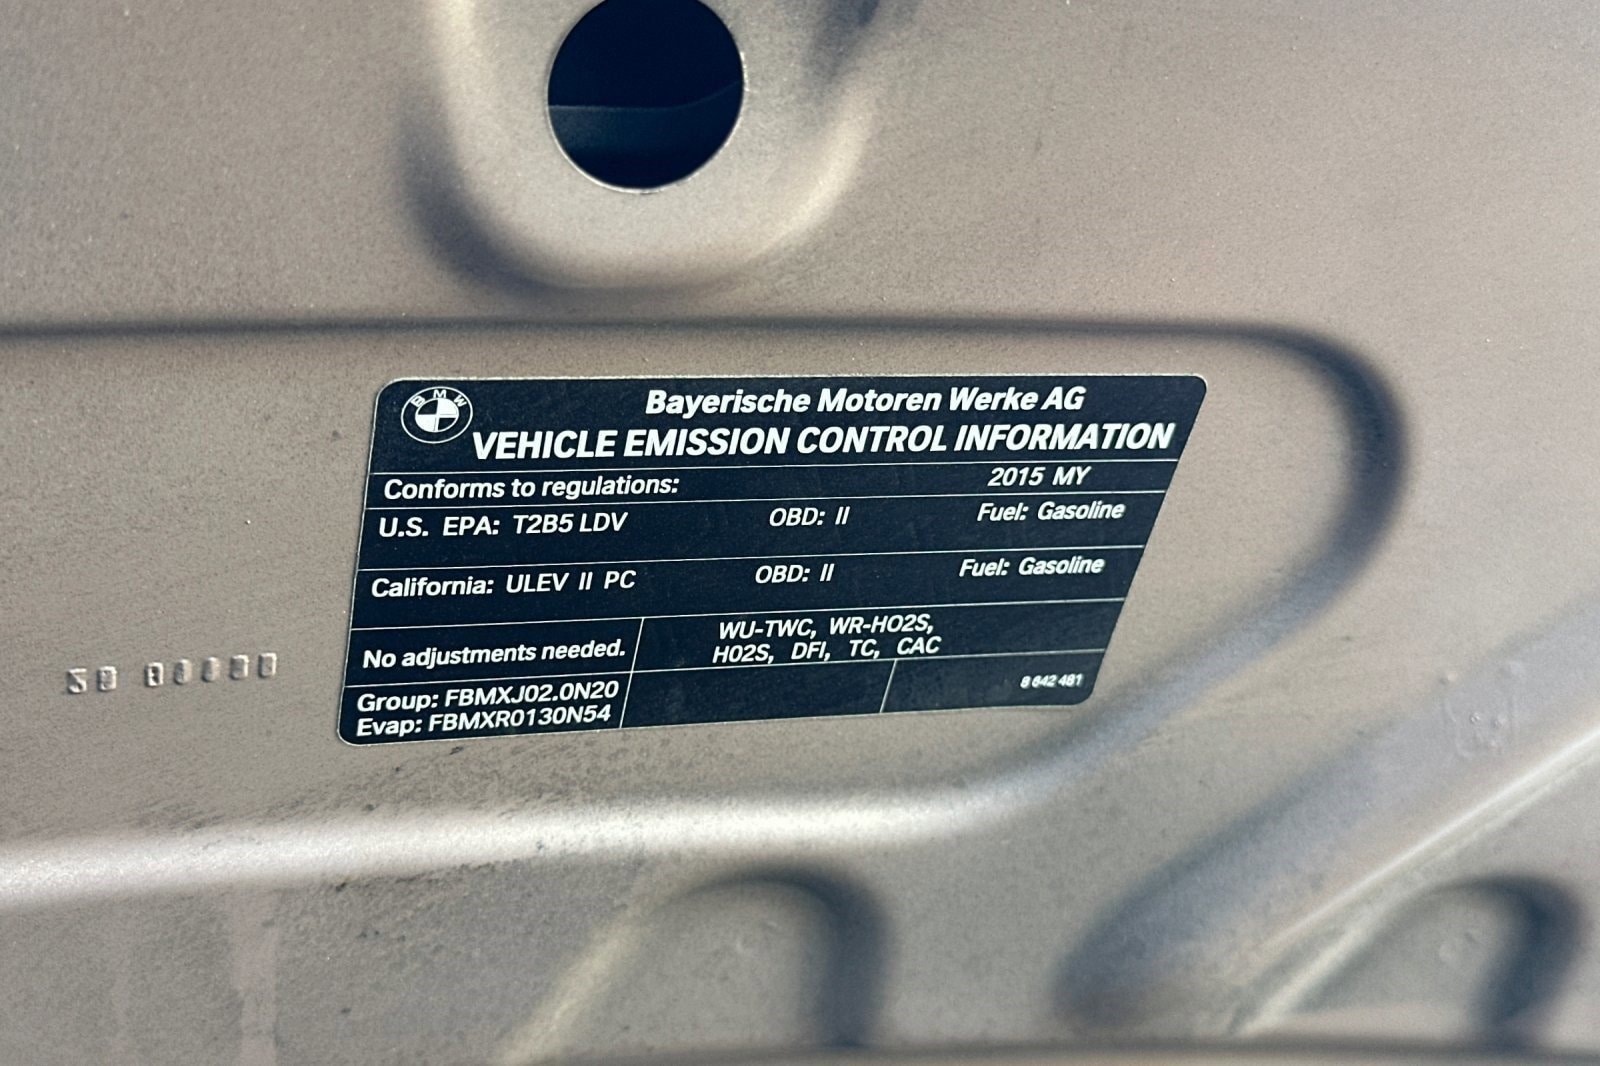 BMW
Bayerische Motoren Werke AG
VEHICLE EMISSION CONTROL INFORMATION
Conforms to regulations: 2015 MY
U.S. EPA: T2B5 LDV OBD: II Fuel: Gasoline
California: ULEV II PC OBD: II Fuel: Gasoline
No adjustments needed.
WU-TWC, WR-HO2S,
HO2S, DFI, TC, CAC
Group: FBMXJ02.0N20
Evap: FBMXR0130N54
8 642 481